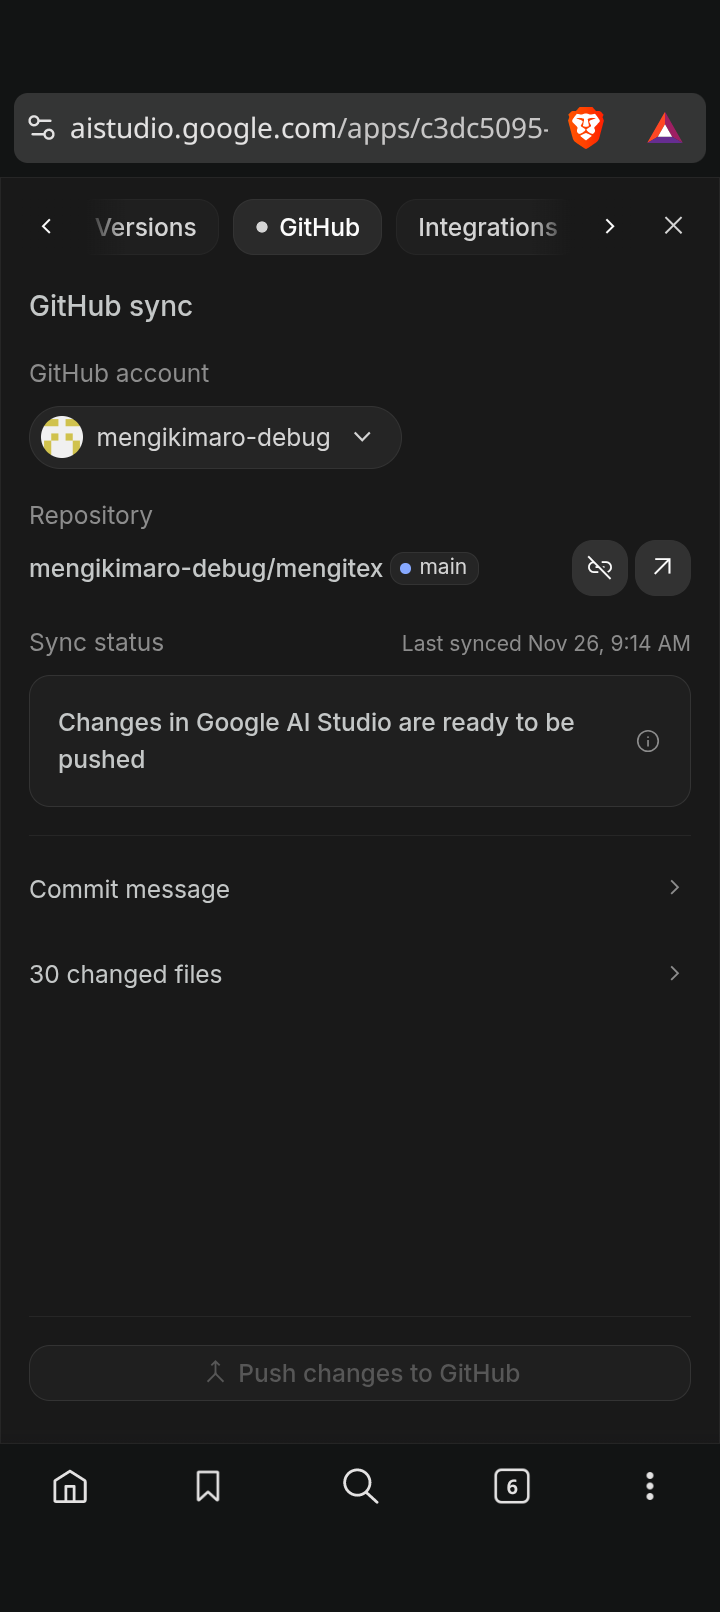 aistudio.google.com/apps/c3dc5095-
Versions
GitHub
Integrations
GitHub sync
GitHub account
mengikimaro-debug
Repository
mengikimaro-debug/mengitex main
Sync status
Last synced Nov 26, 9:14 AM
Changes in Google AI Studio are ready to be
pushed
Commit message
30 changed files
Push changes to GitHub
6